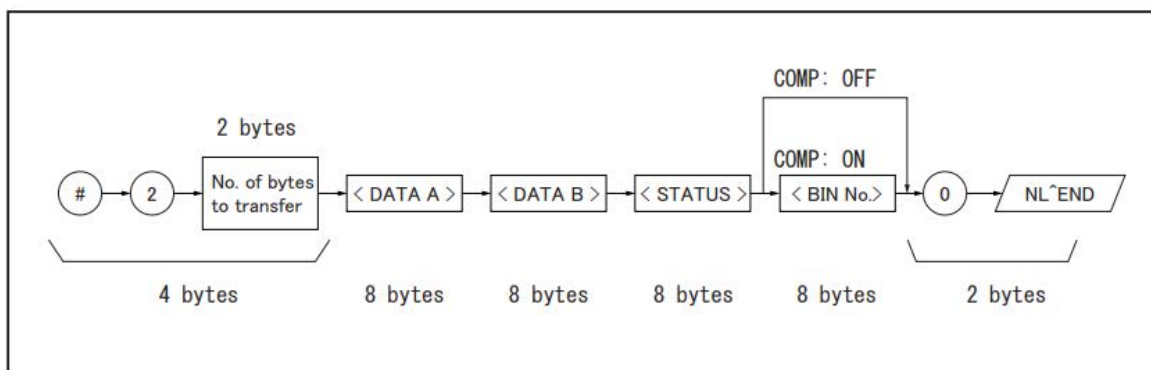 COMP: OFF
2 bytes
COMP: ON
# 2 No. of bytes to transfer < DATA A > < DATA B > < STATUS > < BIN No.> 0 NL^END
4 bytes 8 bytes 8 bytes 8 bytes 8 bytes 2 bytes